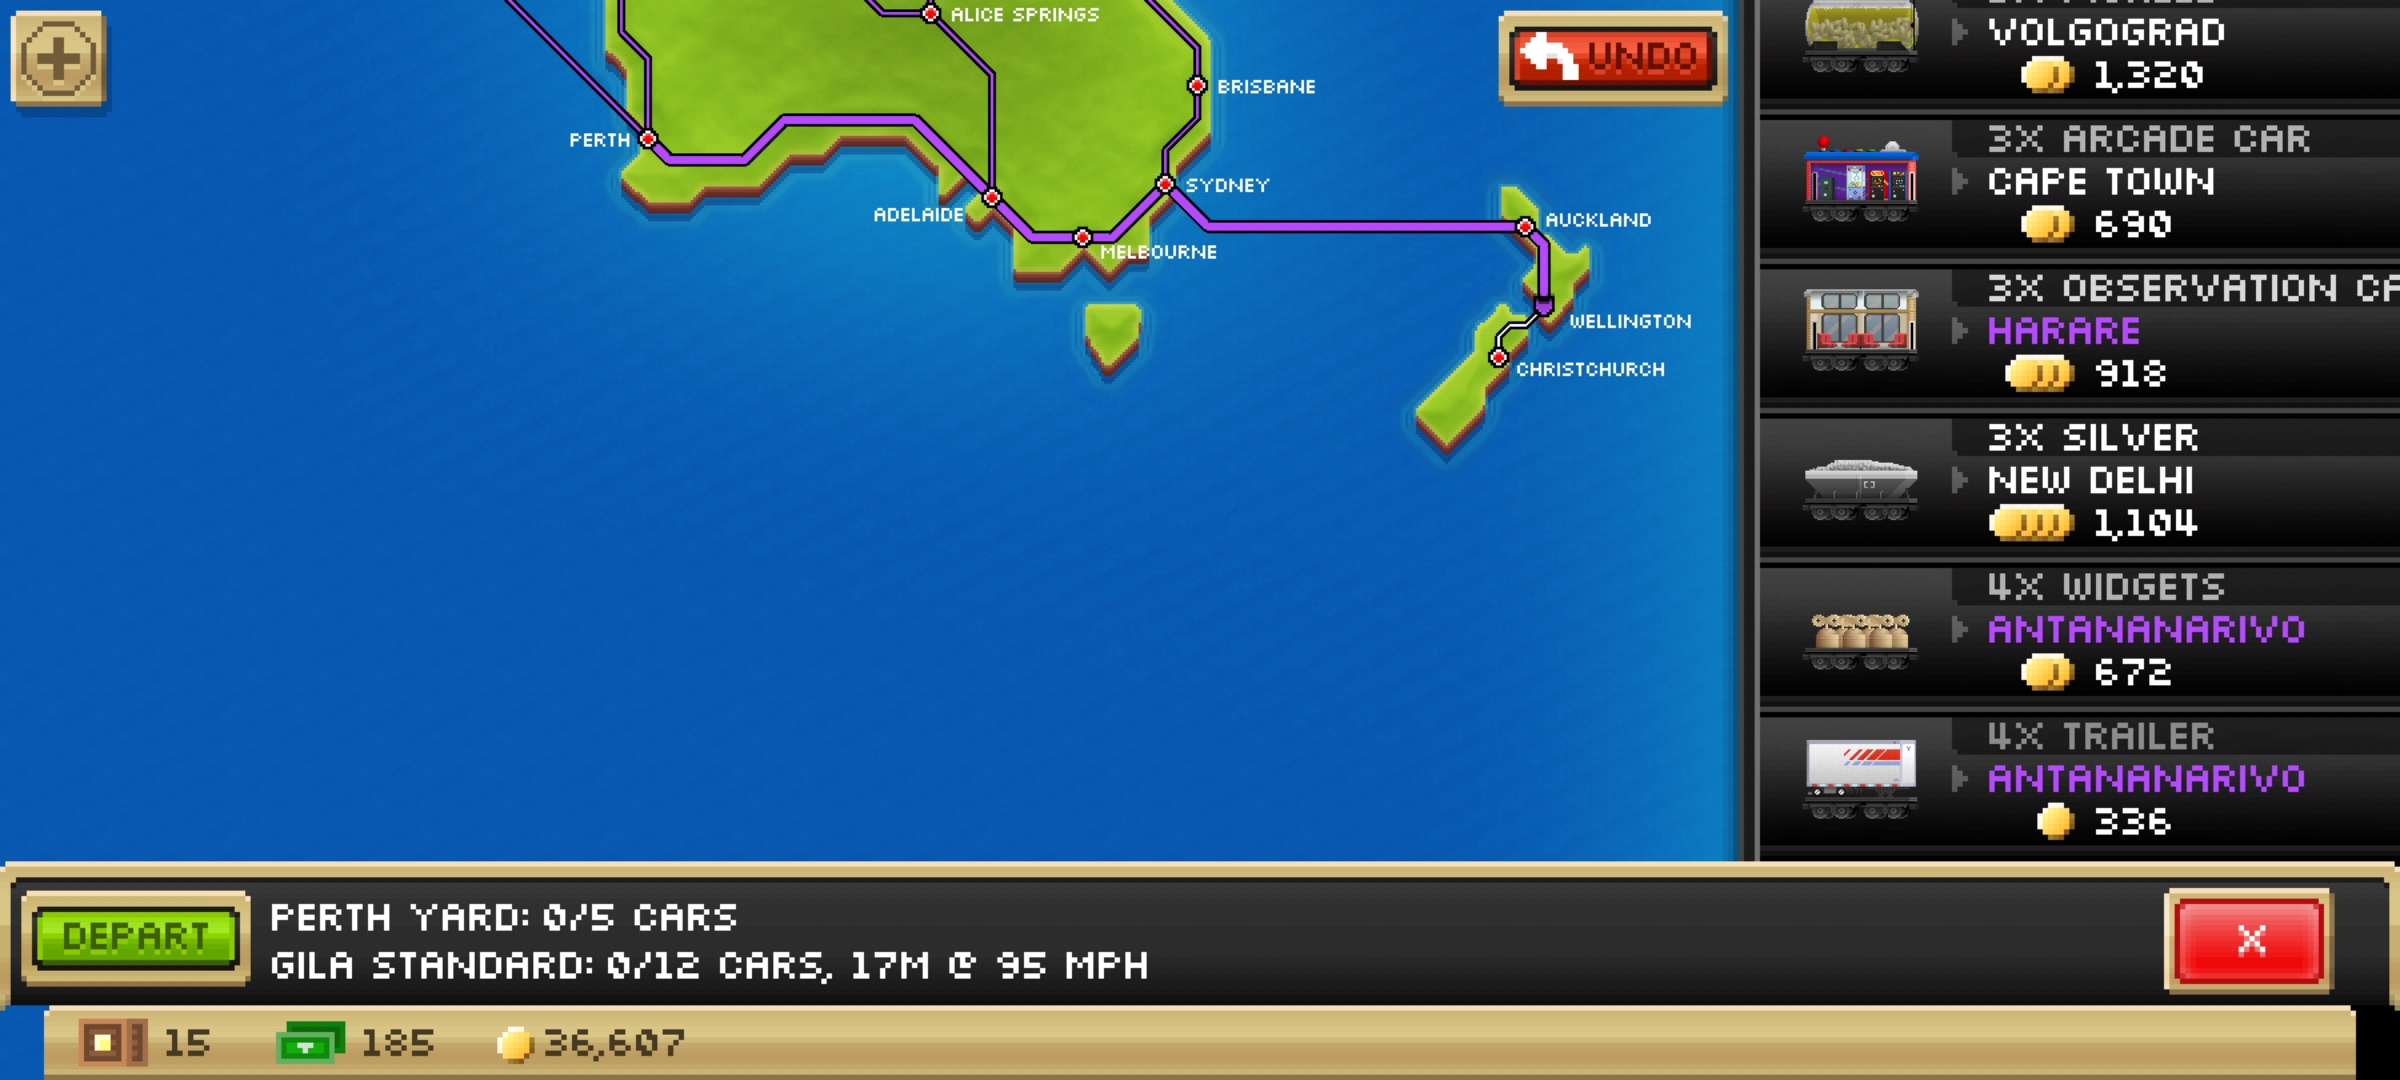 ALICE SPRINGS
BRISBANE
PERTH
SYDNEY
ADELAIDE
AUCKLAND
MELBOURNE
WELLINGTON
CHRISTCHURCH
UNDO
VOLGOGRAD
1,320
3X ARCADE CAR
CAPE TOWN
690
3X OBSERVATION CA
HARARE
918
3X SILVER
NEW DELHI
1,104
4X WIDGETS
ANTANANARIVO
672
4X TRAILER
ANTANANARIVO
336
DEPART
PERTH YARD: 0/5 CARS
GILA STANDARD: 0/12 CARS, 17M @ 95 MPH
X
15
185
36,607